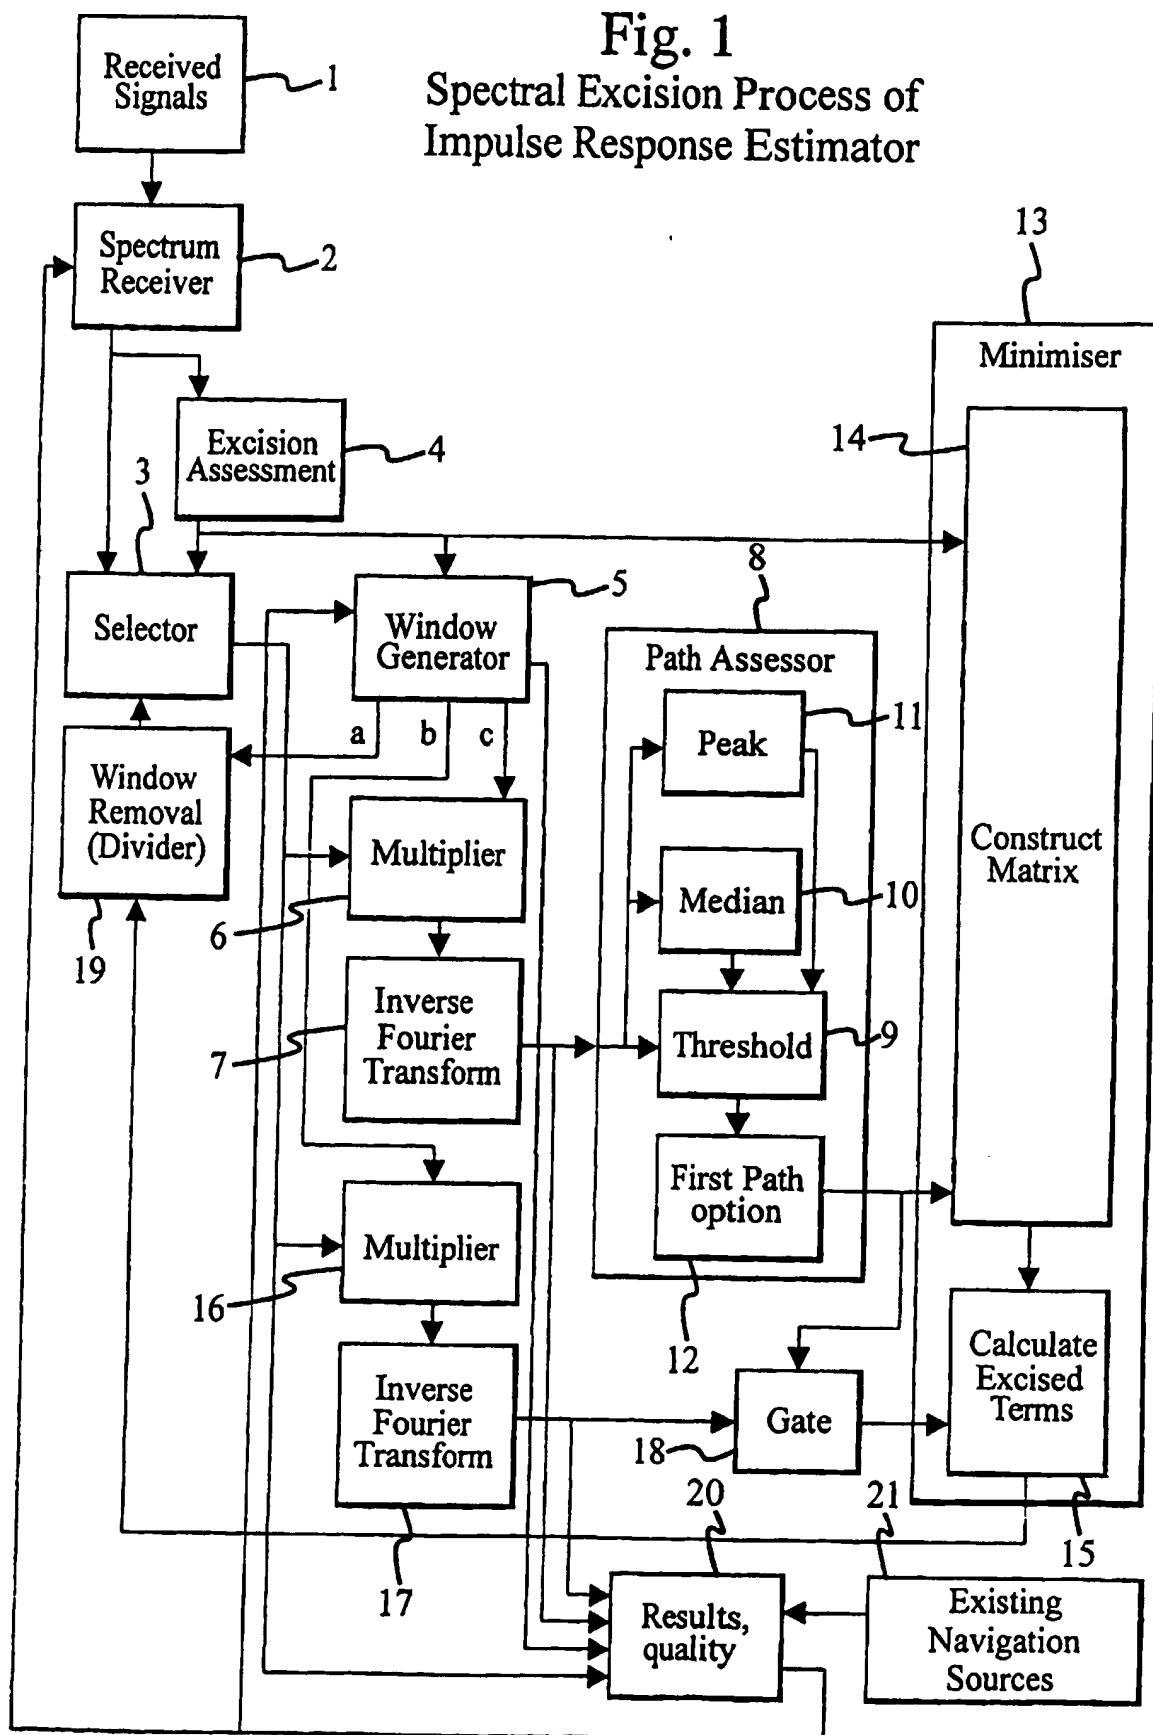 Fig. 1
Spectral Excision Process of
Impulse Response Estimator
Received
Signals
1
Spectrum
Receiver
2
13
Minimiser
Excision
Assessment
4
14
3
8
Selector
Window
Generator
5
Path Assessor
a
b
c
Peak
11
Window
Removal
(Divider)
Multiplier
Median
10
Construct
Matrix
6
19
Inverse
Fourier
Transform
7
Threshold
9
First Path
option
Multiplier
16
12
Calculate
Excised
Terms
Inverse
Fourier
Transform
Gate
18
20
21
15
17
Results,
quality
Existing
Navigation
Sources